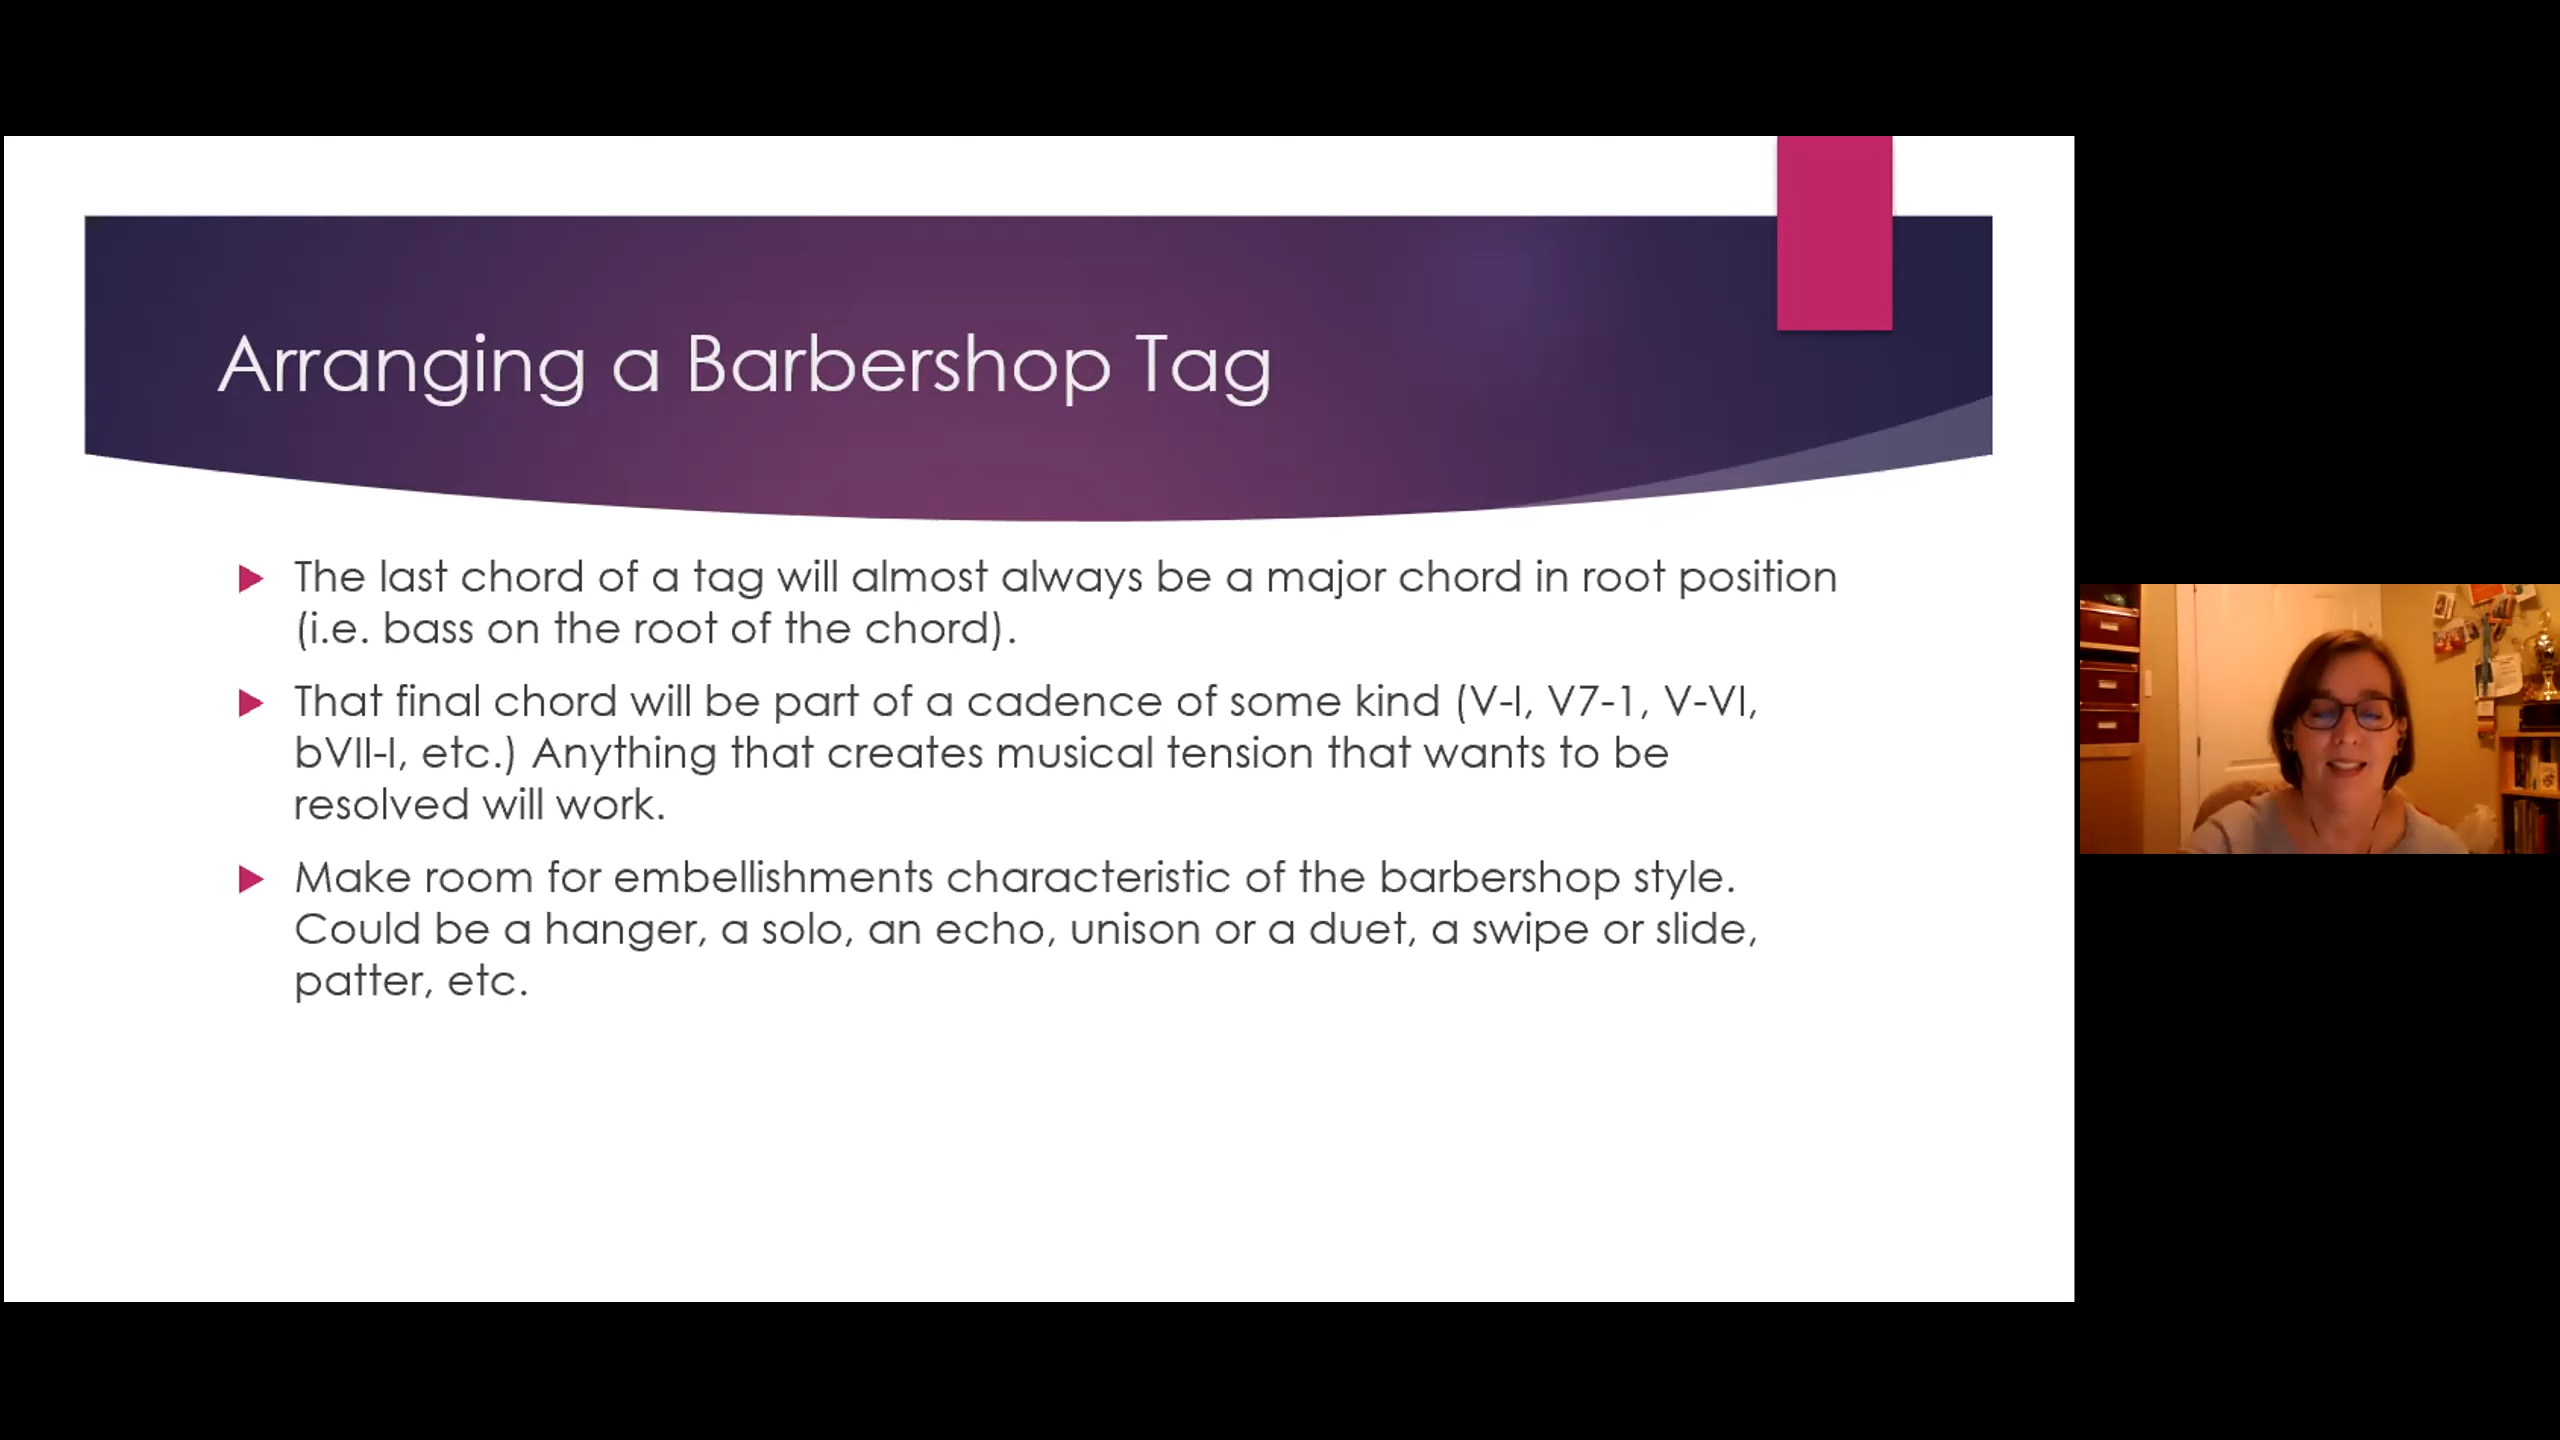 Arranging a Barbershop Tag
The last chord of a tag will almost always be a major chord in root position
(i.e. bass on the root of the chord).
That final chord will be part of a cadence of some kind (V-I, V7-1, V-VI,
bVII-I, etc.) Anything that creates musical tension that wants to be
resolved will work.
Make room for embellishments characteristic of the barbershop style.
Could be a hanger, a solo, an echo, unison or a duet, a swipe or slide,
patter, etc.